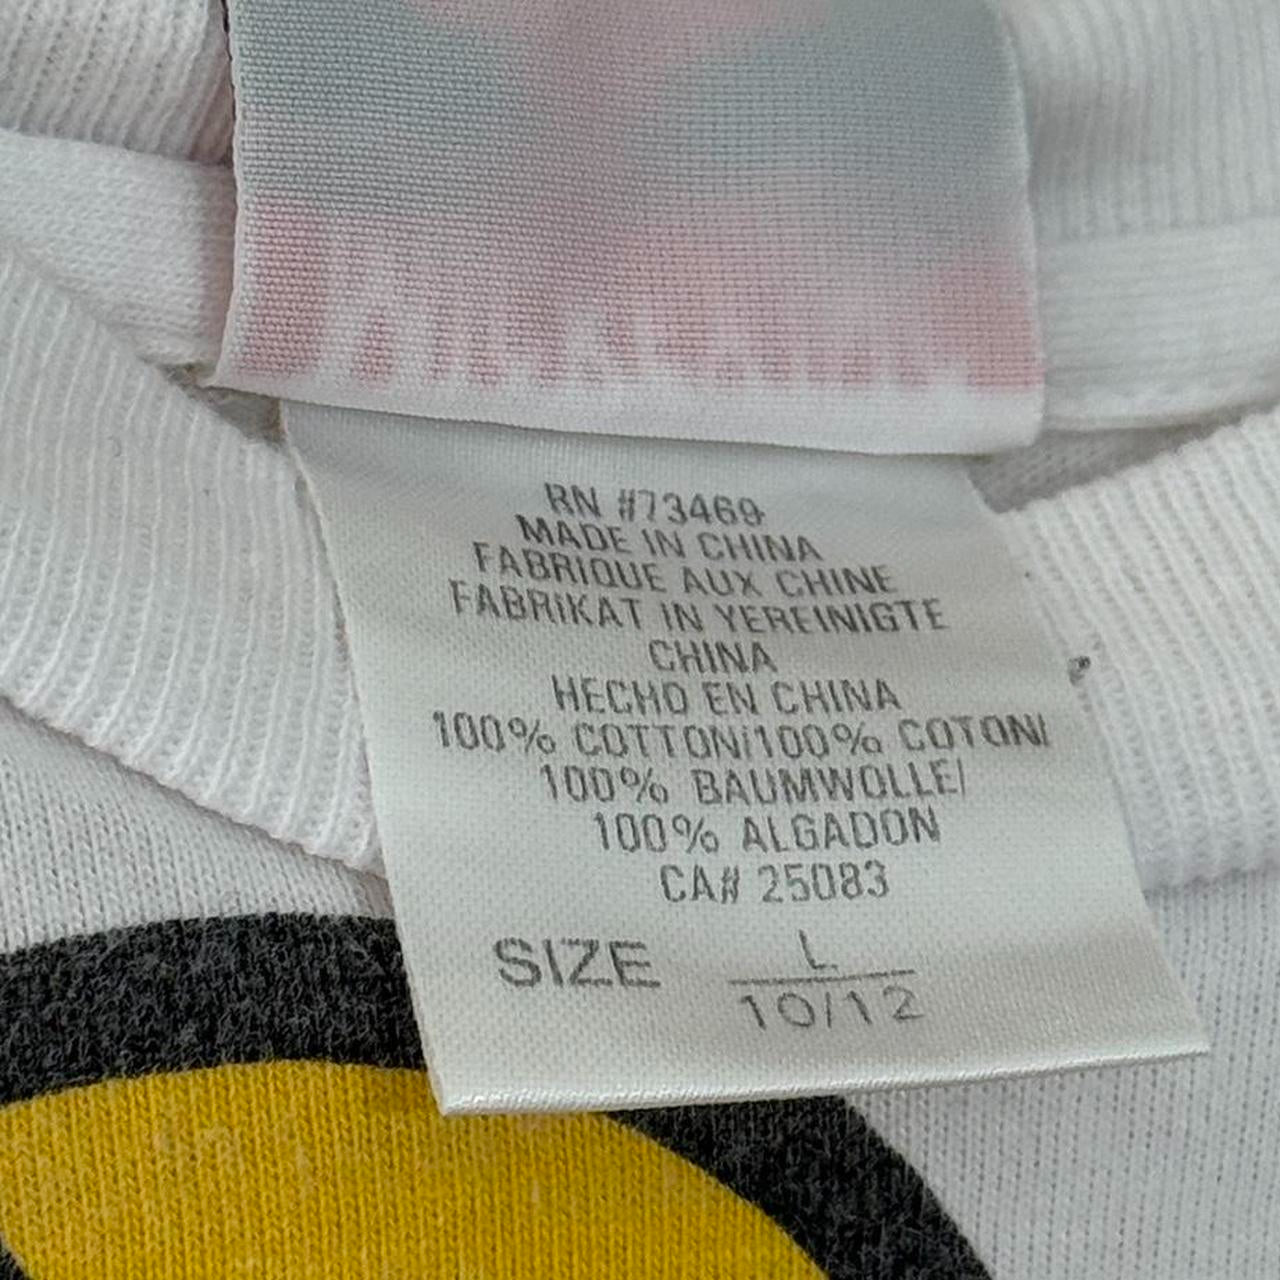 RN #73469
MADE IN CHINA
FABRIQUE AUX CHINE
FABRIKAT IN YEREINIGTE
CHINA
HECHO EN CHINA
100% COTTON/100% COTON/
100% BAUMWOLLE/
100% ALGADON
CA# 25083
SIZE L
10/12